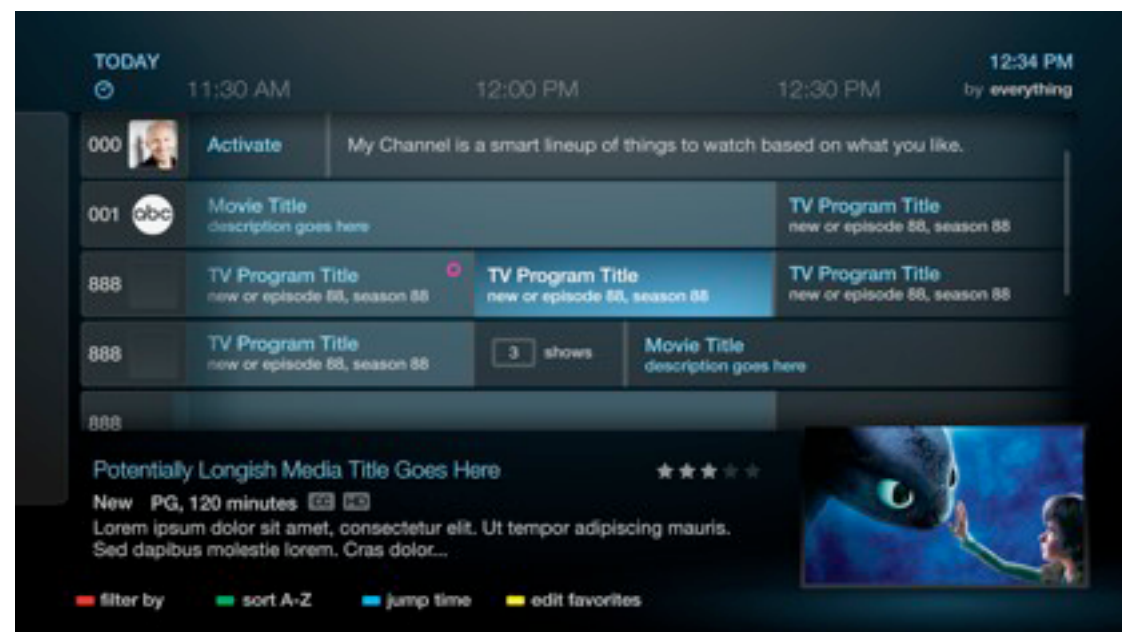 TODAY
12:34 PM
11:30 AM
12:00 PM
12:30 PM
by everything
000
Activate
My Channel is a smart lineup of things to watch based on what you like.
001
abc
Movie Title
description goes here
TV Program Title
new or episode 88, season 88
888
TV Program Title
new or episode 88, season 88
TV Program Title
new or episode 88, season 88
TV Program Title
new or episode 88, season 88
888
TV Program Title
new or episode 88, season 88
3 shows
Movie Title
description goes here
888
Potentially Longish Media Title Goes Here
New PG, 120 minutes CC HD
Lorem ipsum dolor sit amet, consectetur elit. Ut tempor adipiscing mauris.
Sed dapibus molestie lorem. Cras dolor...
filter by
sort A-Z
jump time
edit favorites